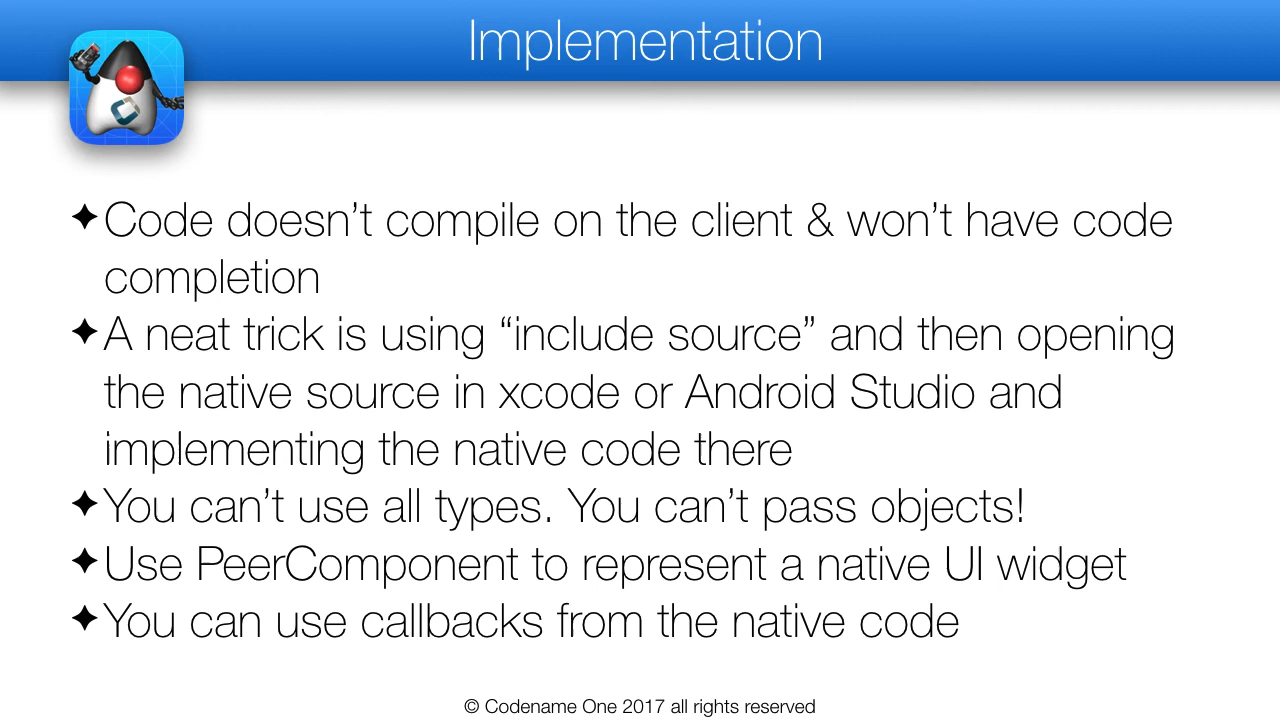 Implementation
✦Code doesn’t compile on the client & won’t have code
completion
✦A neat trick is using “include source” and then opening
the native source in xcode or Android Studio and
implementing the native code there
✦You can’t use all types. You can’t pass objects!
✦Use PeerComponent to represent a native UI widget
✦You can use callbacks from the native code
© Codename One 2017 all rights reserved